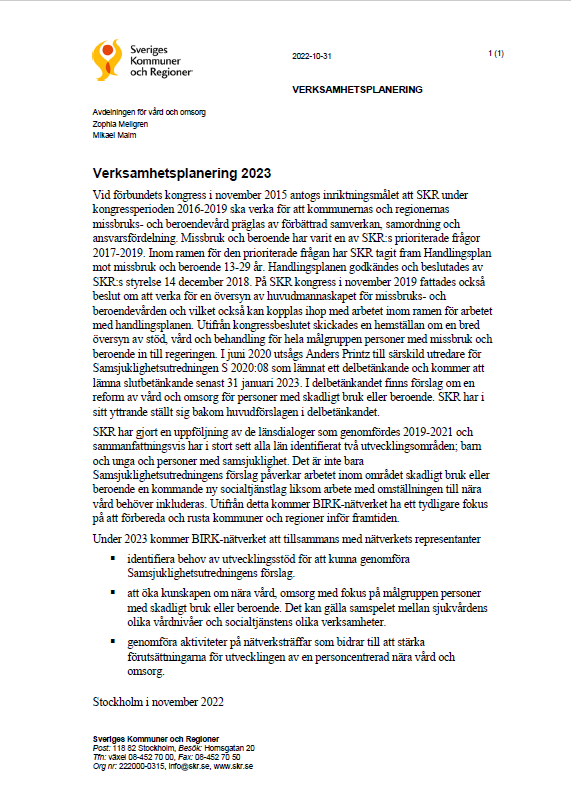 Sveriges
Kommuner
och Regioner
2022-10-31
1 (1)
VERKSAMHETSPLANERING
Avdelningen för vård och omsorg
Zophia Mellgren
Mikael Malm
Verksamhetsplanering 2023
Vid förbundets kongress i november 2015 antogs inriktningsmålet att SKR under
kongressperioden 2016-2019 ska verka för att kommunernas och regionernas
missbruks- och beroendevård präglas av förbättrad samverkan, samordning och
ansvarsfördelning. Missbruk och beroende har varit en av SKR:s prioriterade frågor
2017-2019. Inom ramen för den prioriterade frågan har SKR tagit fram Handlingsplan
mot missbruk och beroende 13-29 år. Handlingsplanen godkändes och beslutades av
SKR:s styrelse 14 december 2018. På SKR kongress i november 2019 fattades också
beslut om att verka för en översyn av huvudmannaskapet för missbruks- och
beroendevården och vilket också kan kopplas ihop med arbetet inom ramen för arbetet
med handlingsplanen. Utifrån kongressbeslutet skickades en hemställan om en bred
översyn av stöd, vård och behandling för hela målgruppen personer med missbruk och
beroende in till regeringen. I juni 2020 utsågs Anders Printz till särskild utredare för
Samsjuklighetsutredningen S 2020:08 som lämnat ett delbetänkande och kommer att
lämna slutbetänkande senast 31 januari 2023. I delbetänkandet finns förslag om en
reform av vård och omsorg för personer med skadligt bruk eller beroende. SKR har i
sitt yttrande ställt sig bakom huvudförslagen i delbetänkandet.
SKR har gjort en uppföljning av de länsdialoger som genomfördes 2019-2021 och
sammanfattningsvis har i stort sett alla län identifierat två utvecklingsområden; barn
och unga och personer med samsjuklighet. Det är inte bara
Samsjuklighetsutredningens förslag påverkar arbetet inom området skadligt bruk eller
beroende en kommande ny socialtjänstlag liksom arbete med omställningen till nära
vård behöver inkluderas. Utifrån detta kommer BIRK-nätverket ha ett tydligare fokus
på att förbereda och rusta kommuner och regioner inför framtiden.
Under 2023 kommer BIRK-nätverket att tillsammans med nätverkets representanter
▪ identifiera behov av utvecklingsstöd för att kunna genomföra
Samsjuklighetsutredningens förslag.
▪ att öka kunskapen om nära vård, omsorg med fokus på målgruppen personer
med skadligt bruk eller beroende. Det kan gälla samspelet mellan sjukvårdens
olika vårdnivåer och socialtjänstens olika verksamheter.
▪ genomföra aktiviteter på nätverksträffar som bidrar till att stärka
förutsättningarna för utvecklingen av en personcentrerad nära vård och
omsorg.
Stockholm i november 2022
Sveriges Kommuner och Regioner
Post: 118 82 Stockholm, Besök: Hornsgatan 20
Tfn: växel 08-452 70 00, Fax: 08-452 70 50
Org nr: 222000-0315, info@skr.se, www.skr.se